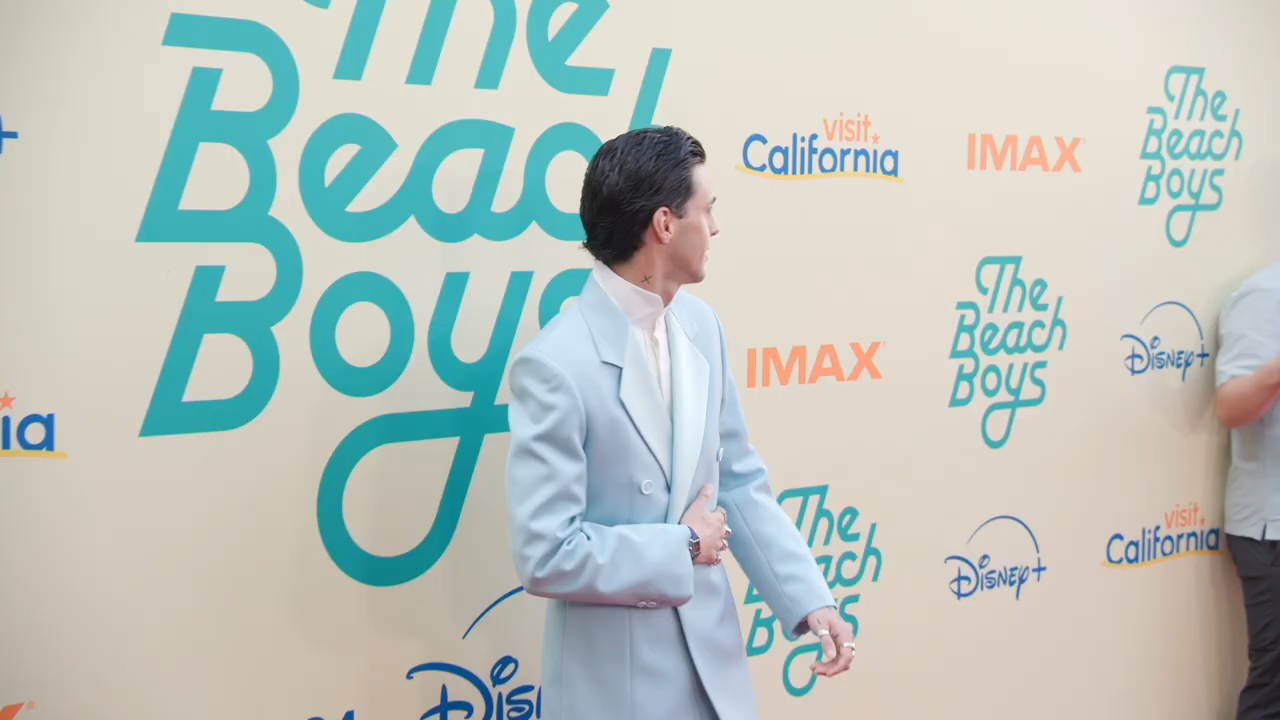 The
Beach
Boys
visit
California
IMAX
The
Beach
Boys
IMAX
The
Beach
Boys
Disney+
The
Beach
Boys
Disney+
visit
California
ia
Dis